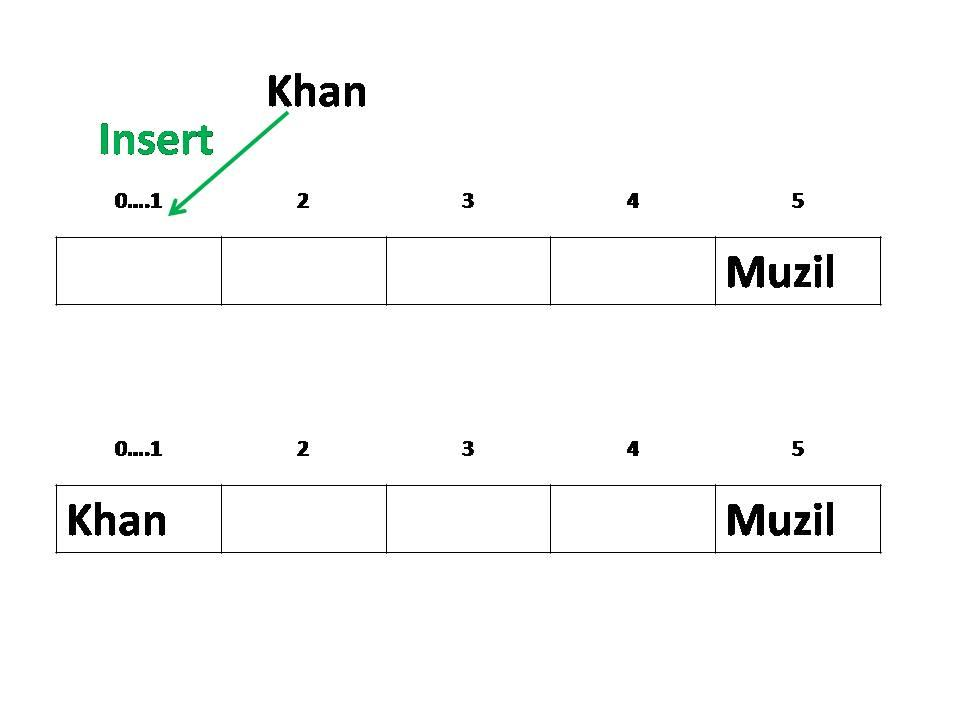 Khan
Insert
0....1 2 3 4 5
Muzil
0....1 2 3 4 5
Khan Muzil